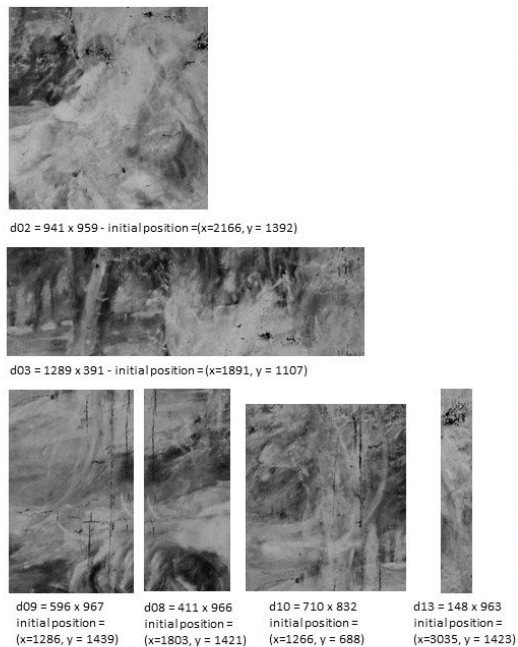 d02 = 941 x 959 - initial position =(x=2166, y = 1392)
d03 = 1289 x 391 - initial position =(x=1891, y = 1107)
d09 = 596 x 967
initial position =
(x=1286, y = 1439)
d08 = 411 x 966
initial position =
(x=1803, y = 1421)
d10 = 710 x 832
initial position =
(x=1266, y = 688)
d13 = 148 x 963
initial position =
(x=3035, y = 1423)